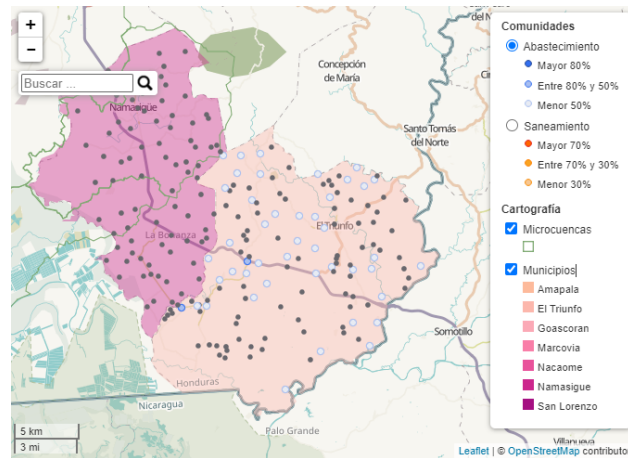 +
−
Buscar ...
Namasigüe
La Botanza
El Triunfo
Concepción
de María
Santo Tomás
del Norte
Somotillo
Honduras
Nicaragua
Palo Grande
Villanueva
5 km
3 mi
Comunidades
Abastecimiento
Mayor 80%
Entre 80% y 50%
Menor 50%
Saneamiento
Mayor 70%
Entre 70% y 30%
Menor 30%
Cartografía
Microcuencas
Municipios
Amapala
El Triunfo
Goascoran
Marcovia
Nacaome
Namasigue
San Lorenzo
Leaflet | © OpenStreetMap contributo